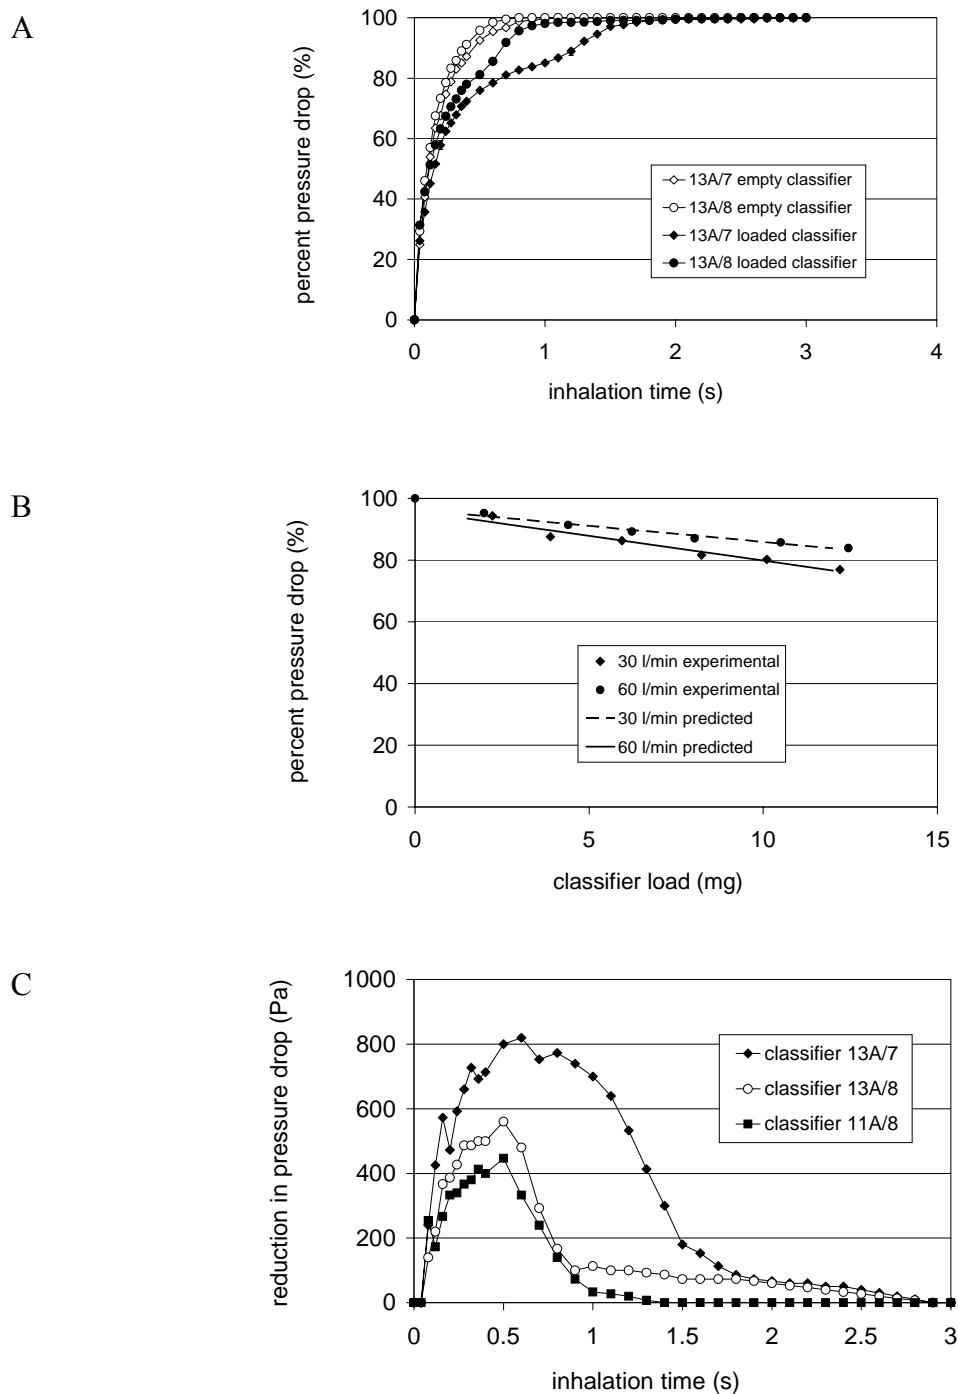 A
percent pressure drop (%)
100
80
60
40
20
0
13A/7 empty classifier
13A/8 empty classifier
13A/7 loaded classifier
13A/8 loaded classifier
0 1 2 3 4
inhalation time (s)
B
percent pressure drop (%)
100
80
60
40
20
0
30 l/min experimental
60 l/min experimental
30 l/min predicted
60 l/min predicted
0 5 10 15
classifier load (mg)
C
reduction in pressure drop (Pa)
1000
800
600
400
200
0
classifier 13A/7
classifier 13A/8
classifier 11A/8
0 0.5 1 1.5 2 2.5 3
inhalation time (s)